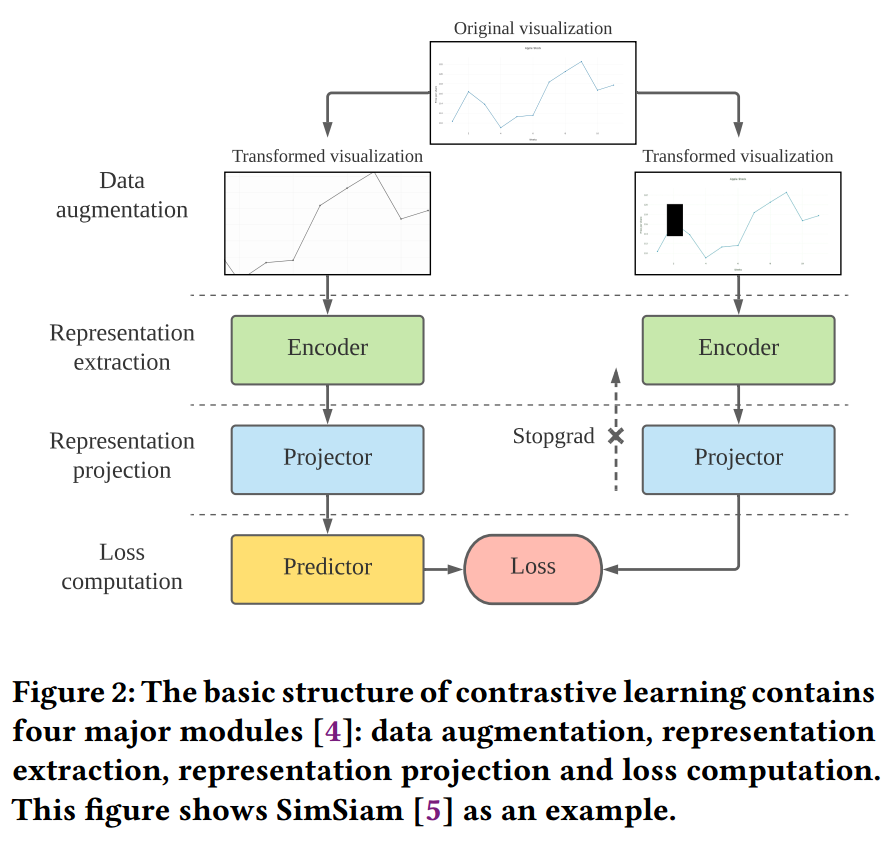 Original visualization
Transformed visualization
Transformed visualization
Data
augmentation
Representation
extraction
Encoder
Encoder
Representation
projection
Stopgrad
Projector
Projector
Loss
computation
Predictor
Loss
Figure 2: The basic structure of contrastive learning contains
four major modules [4]: data augmentation, representation
extraction, representation projection and loss computation.
This figure shows SimSiam [5] as an example.